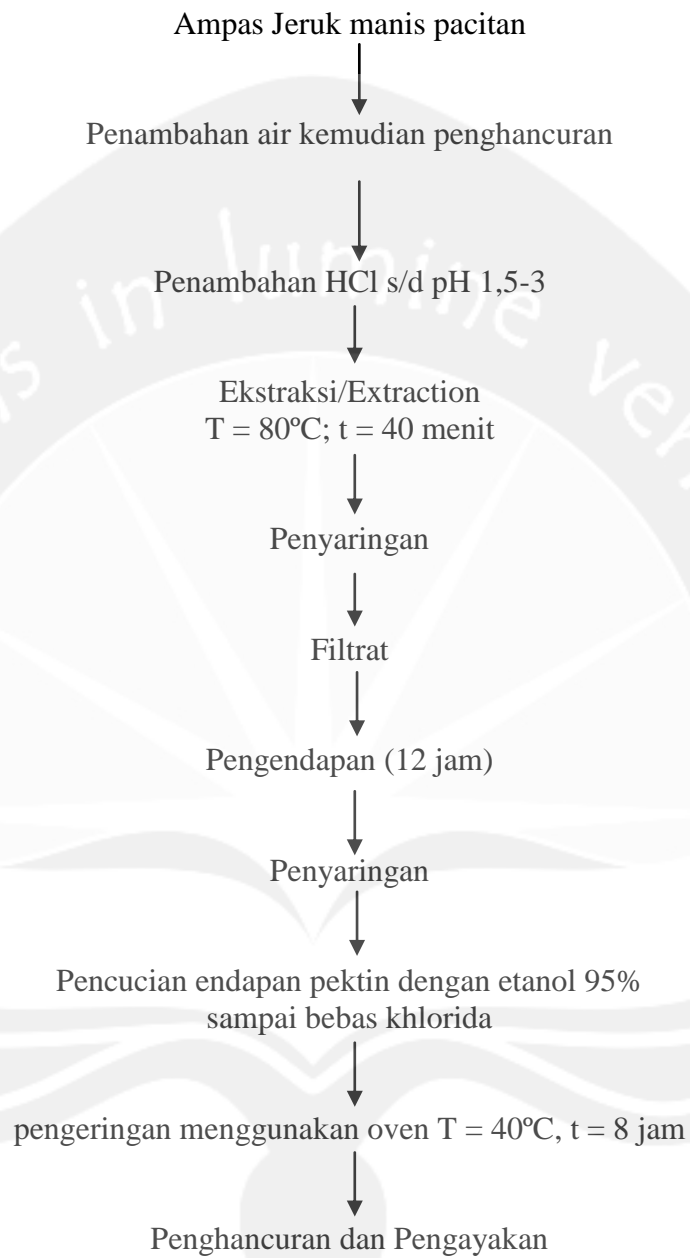 Ampas Jeruk manis pacitan
Penambahan air kemudian penghancuran
Penambahan HCl s/d pH 1,5-3
Ekstraksi/Extraction
T = 80ºC; t = 40 menit
Penyaringan
Filtrat
Pengendapan (12 jam)
Penyaringan
Pencucian endapan pektin dengan etanol 95%
sampai bebas khlorida
pengeringan menggunakan oven T = 40ºC, t = 8 jam
Penghancuran dan Pengayakan
in lumine